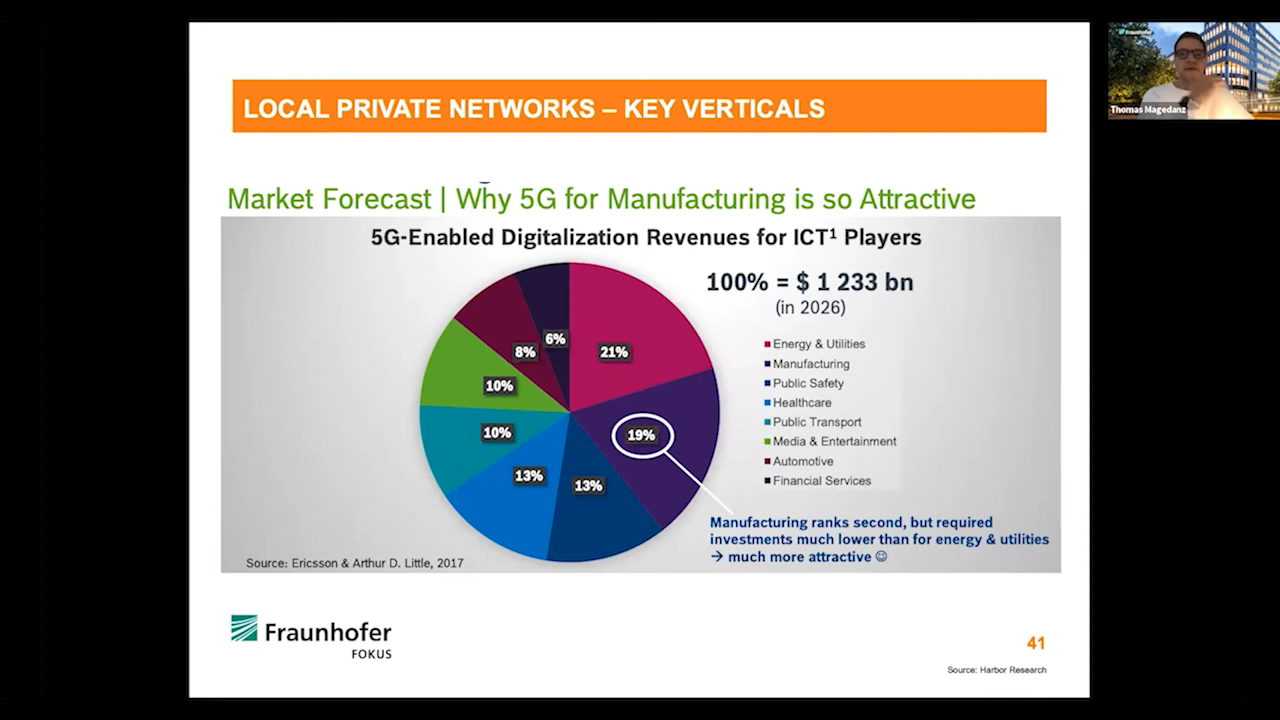 LOCAL PRIVATE NETWORKS – KEY VERTICALS
Market Forecast | Why 5G for Manufacturing is so Attractive
5G-Enabled Digitalization Revenues for ICT¹ Players
100% = $ 1 233 bn
(in 2026)
6%
8%
21%
10%
19%
10%
13%
13%
Energy & Utilities
Manufacturing
Public Safety
Healthcare
Public Transport
Media & Entertainment
Automotive
Financial Services
Manufacturing ranks second, but required
investments much lower than for energy & utilities
→ much more attractive ☺
Source: Ericsson & Arthur D. Little, 2017
Fraunhofer
FOKUS
41
Source: Harbor Research
Fraunhofer
Thomas Magedanz